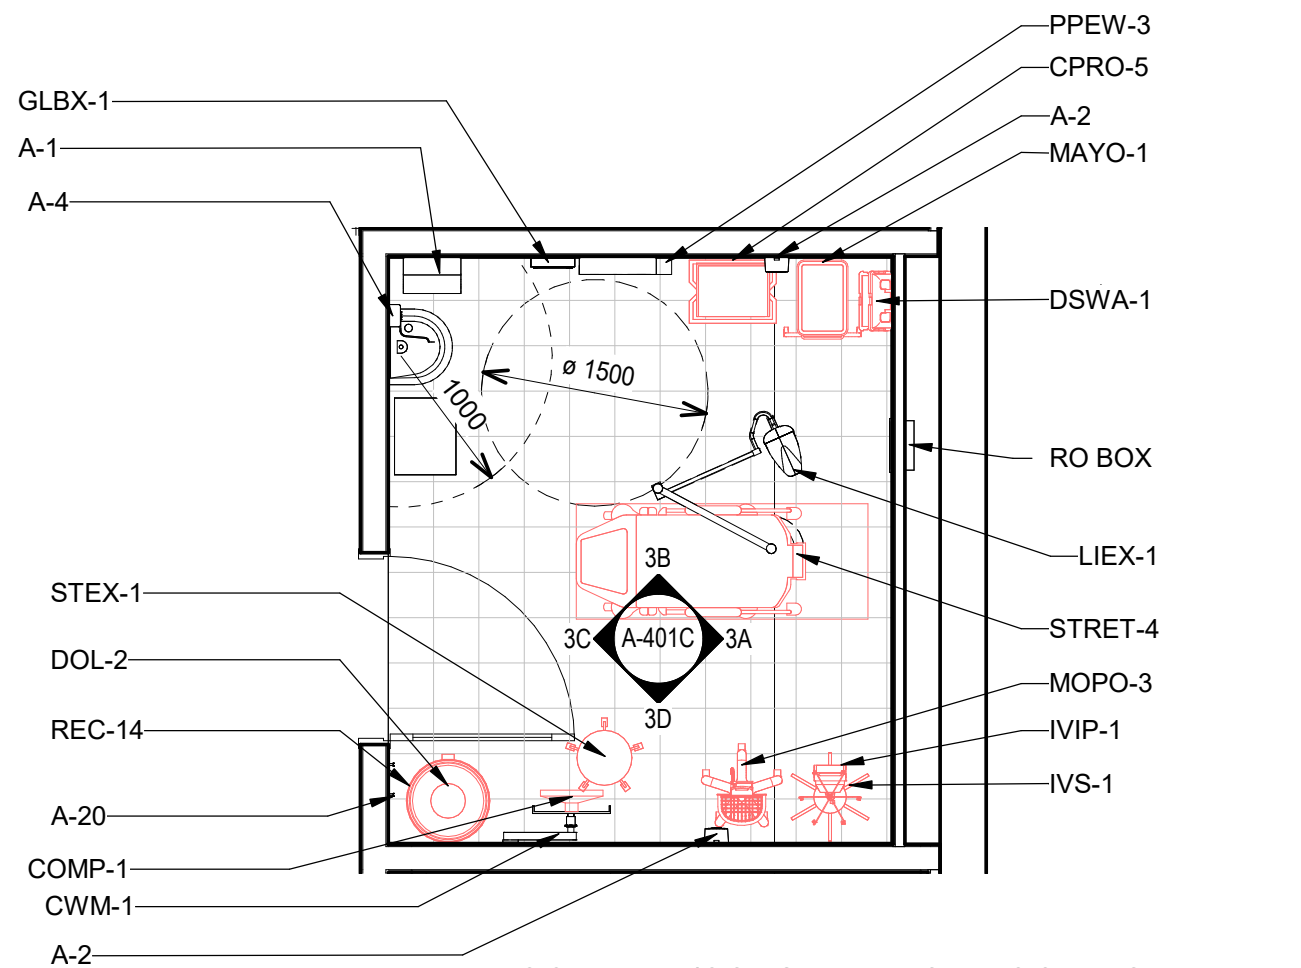 PPEW-3
CPRO-5
A-2
MAYO-1
GLBX-1
A-1
A-4
DSWA-1
ø 1500
1000
RO BOX
LIEX-1
STRET-4
MOPO-3
IVIP-1
IVS-1
3B
3C A-401C 3A
3D
STEX-1
DOL-2
REC-14
A-20
COMP-1
CWM-1
A-2